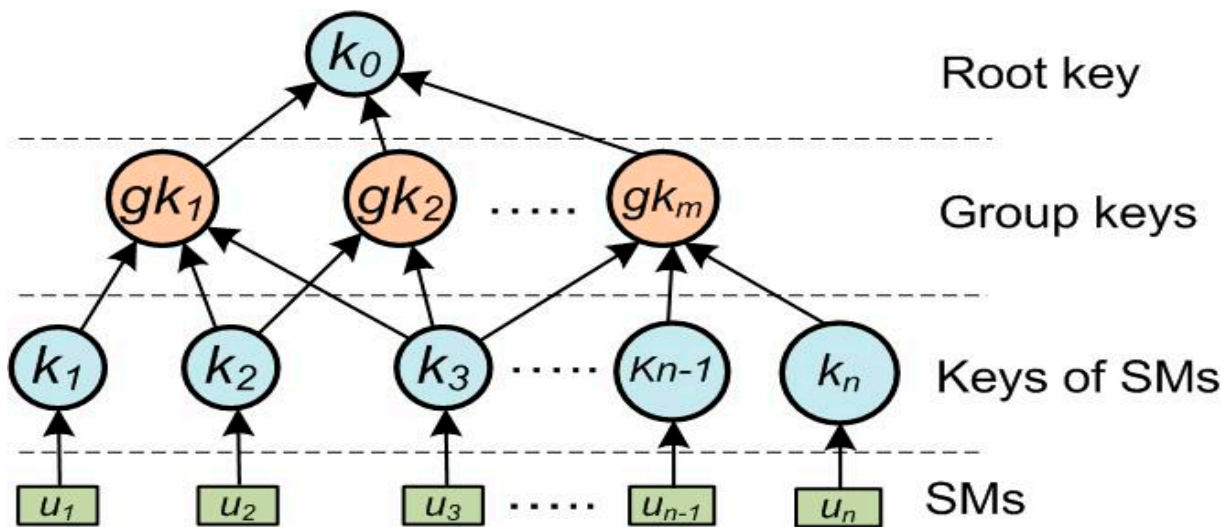 k₀ Root key
gk₁ gk₂ ..... gkₘ Group keys
k₁ k₂ k₃ ..... Kn-1 kₙ Keys of SMs
u₁ u₂ u₃ ..... uₙ₋₁ uₙ SMs